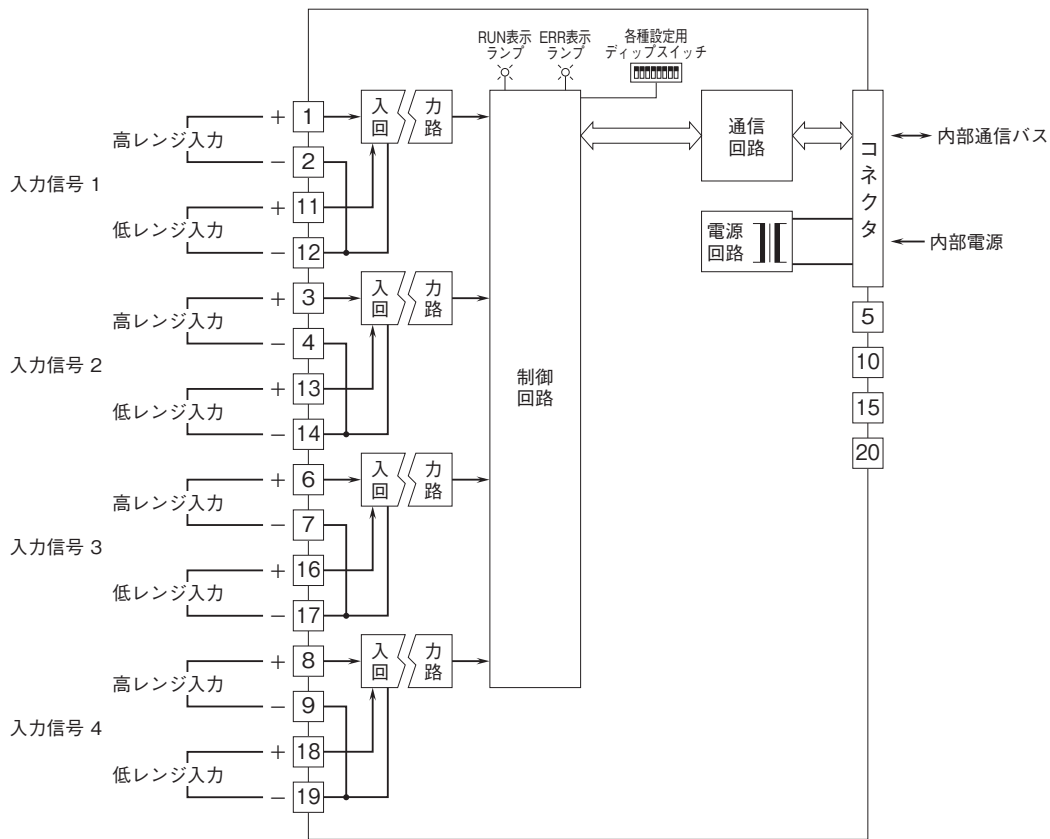 RUN表示
ランプ
ERR表示
ランプ
各種設定用
ディップスイッチ
入力信号 1
高レンジ入力
+ 1
− 2
低レンジ入力
+ 11
− 12
入 力
回 路
入力信号 2
高レンジ入力
+ 3
− 4
低レンジ入力
+ 13
− 14
入 力
回 路
入力信号 3
高レンジ入力
+ 6
− 7
低レンジ入力
+ 16
− 17
入 力
回 路
入力信号 4
高レンジ入力
+ 8
− 9
低レンジ入力
+ 18
− 19
入 力
回 路
制御
回路
通信
回路
電源
回路
コネクタ
内部通信バス
内部電源
5
10
15
20